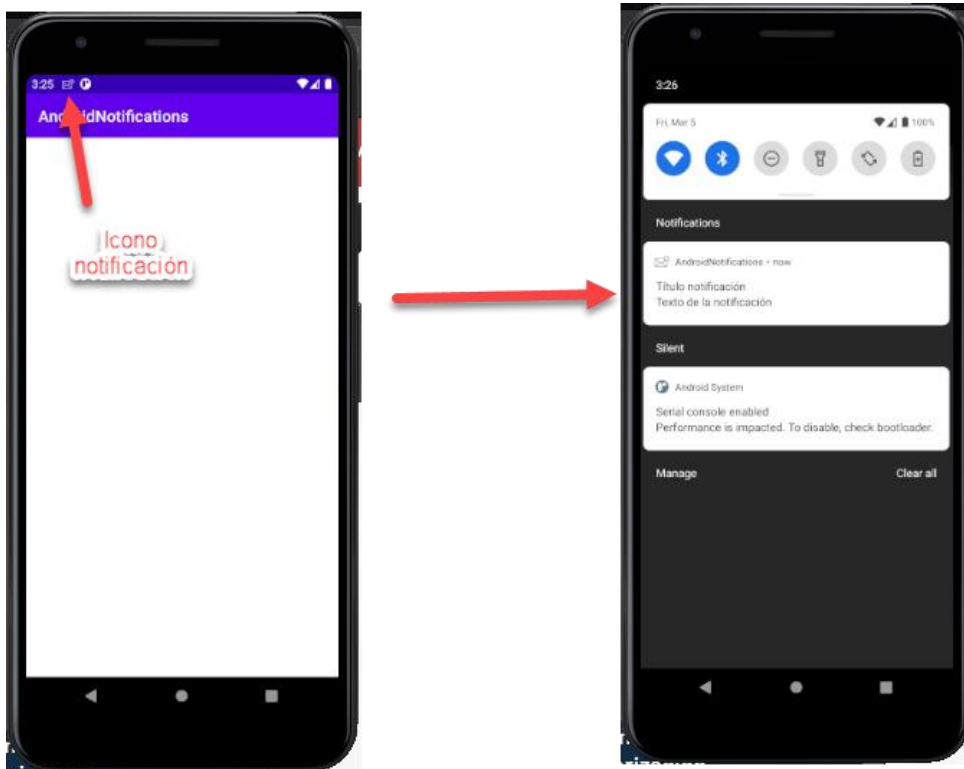 3:25
AndroidNotifications
Icono
notificación
3:26
Fri, Mar 5
100%
Notifications
AndroidNotifications • now
Título notificación
Texto de la notificación
Silent
Android System
Serial console enabled
Performance is impacted. To disable, check bootloader.
Manage
Clear all